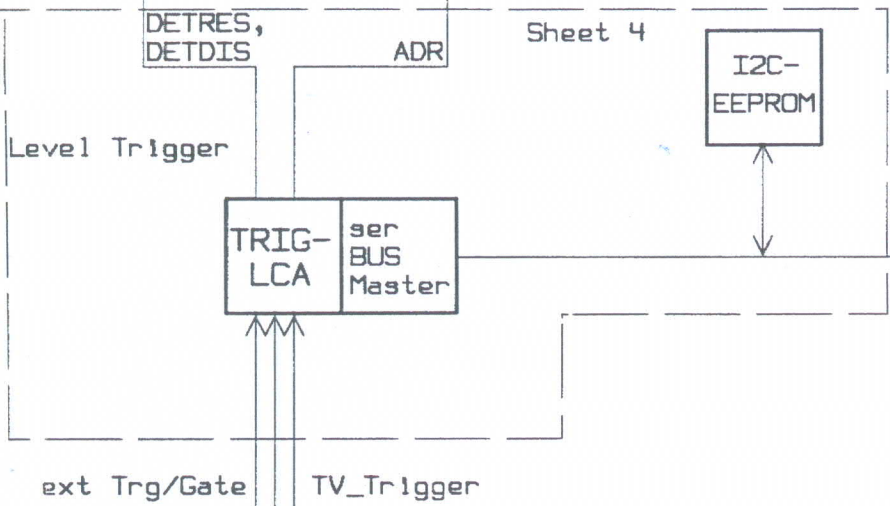 DETRES,
DETDIS
ADR
Sheet 4
I2C-
EEPROM
Level Trigger
TRIG-
LCA
ser
BUS
Master
ext Trg/Gate
TV_Trigger